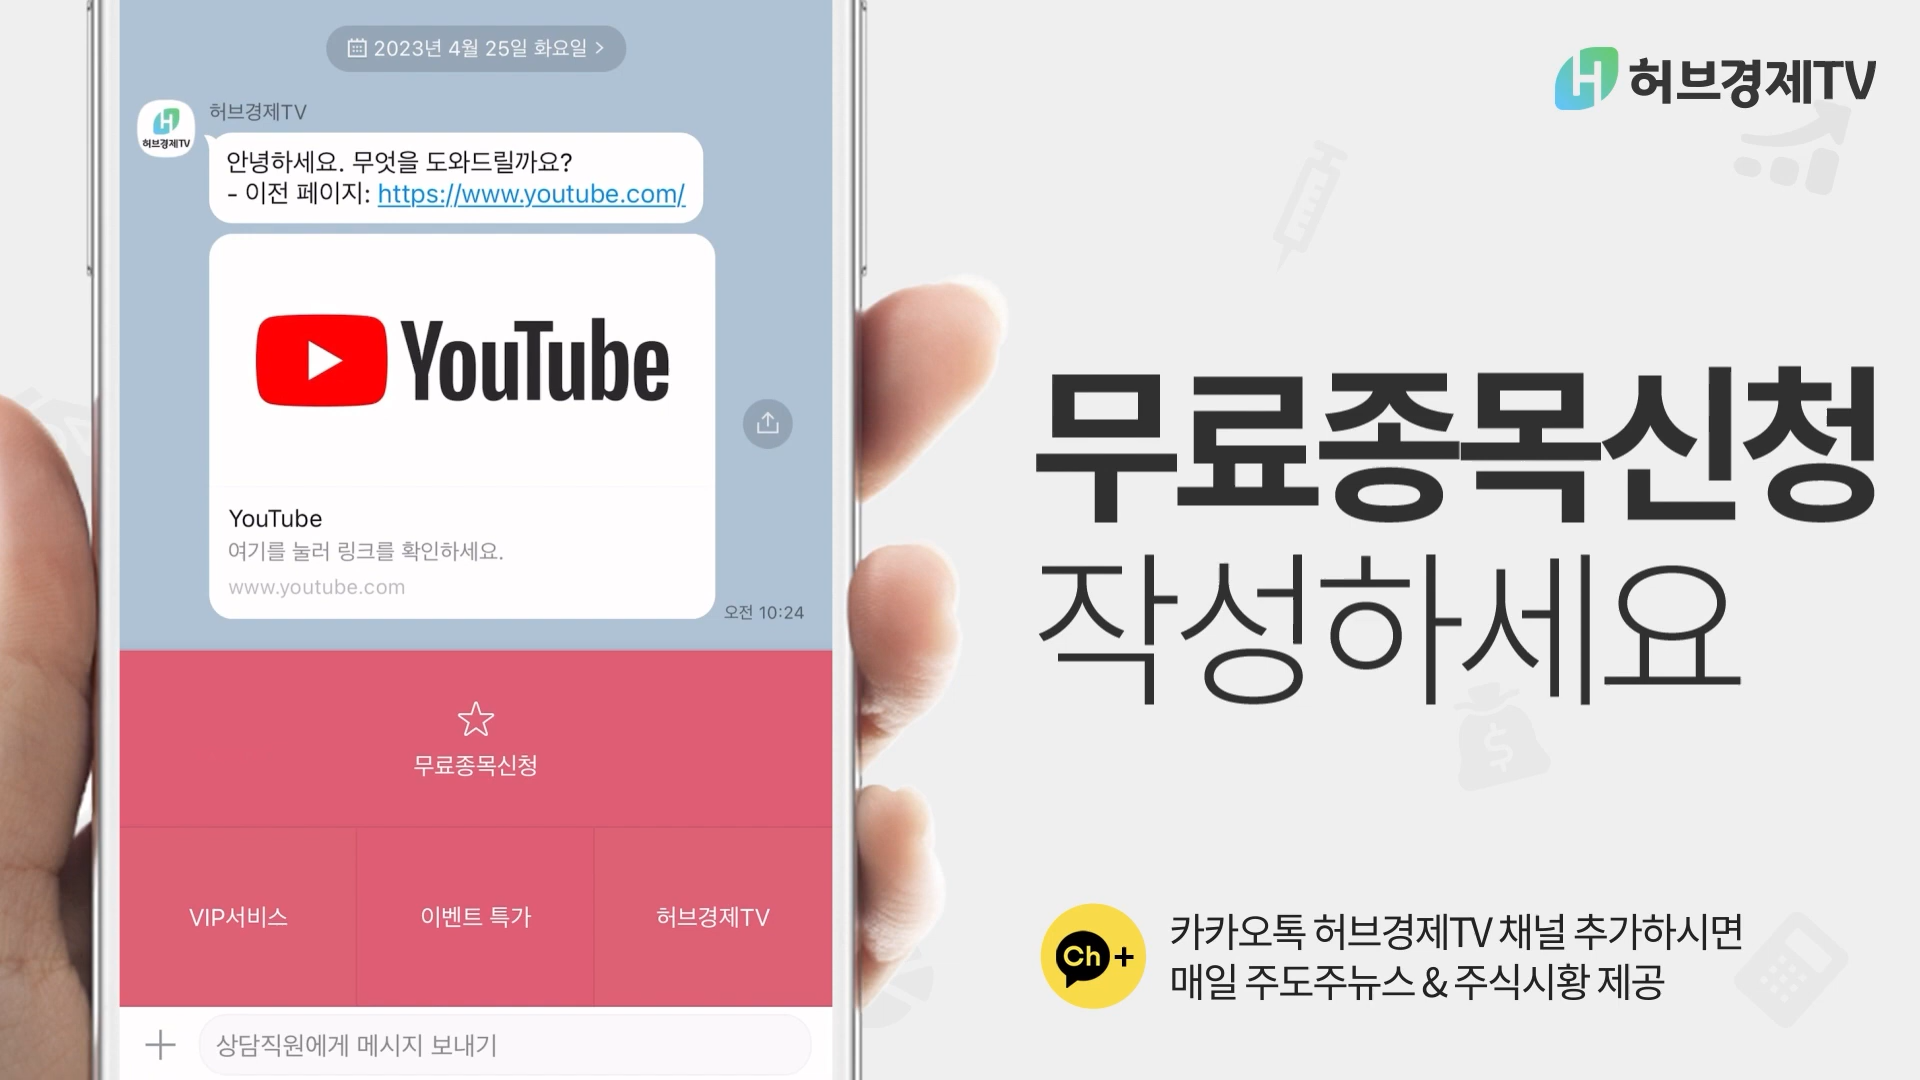 2023년 4월 25일 화요일 >
허브경제TV
허브경제TV
안녕하세요. 무엇을 도와드릴까요?
- 이전 페이지: https://www.youtube.com/
YouTube
YouTube
여기를 눌러 링크를 확인하세요.
www.youtube.com
오전 10:24
무료종목신청
VIP서비스
이벤트 특가
허브경제TV
상담직원에게 메시지 보내기
허브경제TV
무료종목신청
작성하세요
Ch+
카카오톡 허브경제TV 채널 추가하시면
매일 주도주뉴스 & 주식시황 제공